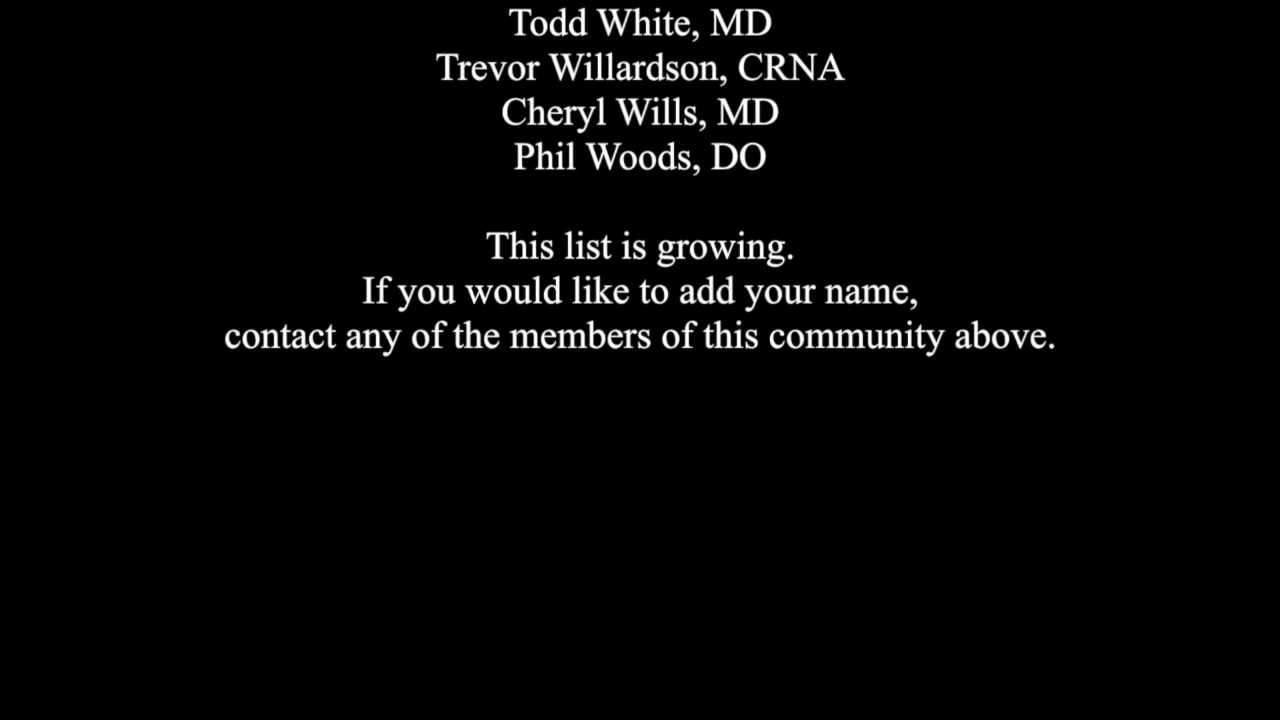 Todd White, MD
Trevor Willardson, CRNA
Cheryl Wills, MD
Phil Woods, DO
This list is growing.
If you would like to add your name,
contact any of the members of this community above.